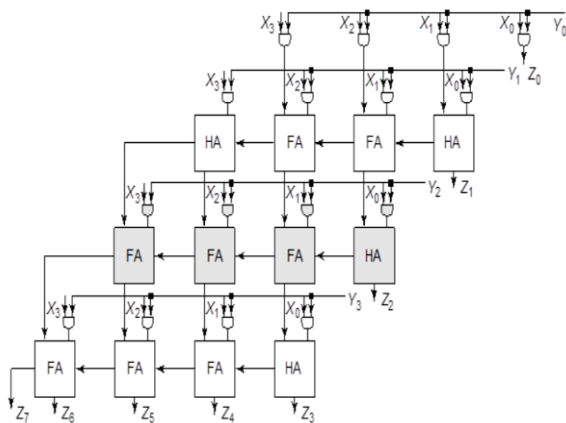 X3 X2 X1 X0 Y0
X3 X2 X1 X0 Y1 Z0
HA FA FA HA
Z1
X3 X2 X1 X0 Y2
FA FA FA HA
Z2
X3 X2 X1 X0 Y3
FA FA FA HA
Z7 Z6 Z5 Z4 Z3